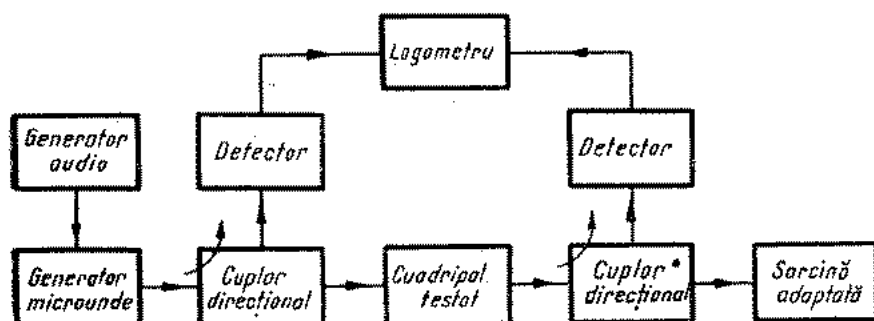 Logometru
Generator
audio
Detector
Detector
Generator
microunde
Cuplor
direcțional
Cuadripol
testat
Cuplor *
direcțional
Sarcină
adaptată